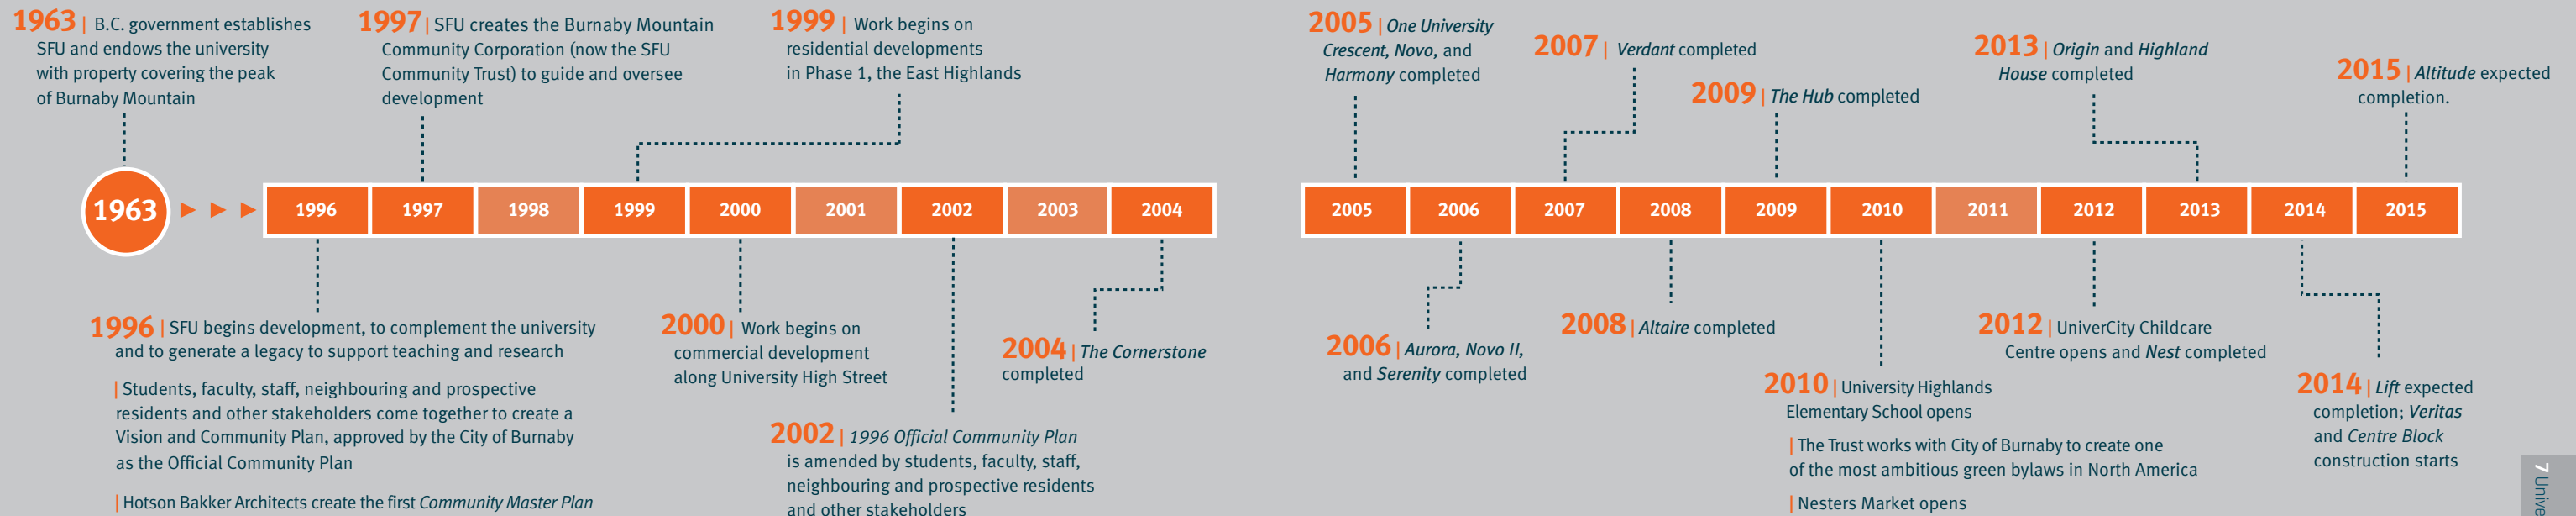 1963 | B.C. government establishes
SFU and endows the university
with property covering the peak
of Burnaby Mountain
1997 | SFU creates the Burnaby Mountain
Community Corporation (now the SFU
Community Trust) to guide and oversee
development
1999 | Work begins on
residential developments
in Phase 1, the East Highlands
2005 | One University
Crescent, Novo, and
Harmony completed
2007 | Verdant completed
2009 | The Hub completed
2013 | Origin and Highland
House completed
2015 | Altitude expected
completion.
1963 1996 1997 1998 1999 2000 2001 2002 2003 2004 2005 2006 2007 2008 2009 2010 2011 2012 2013 2014 2015
1996 | SFU begins development, to complement the university
and to generate a legacy to support teaching and research
| Students, faculty, staff, neighbouring and prospective
residents and other stakeholders come together to create a
Vision and Community Plan, approved by the City of Burnaby
as the Official Community Plan
| Hotson Bakker Architects create the first Community Master Plan
2000 | Work begins on
commercial development
along University High Street
2002 | 1996 Official Community Plan
is amended by students, faculty, staff,
neighbouring and prospective residents
and other stakeholders
2004 | The Cornerstone
completed
2006 | Aurora, Novo II,
and Serenity completed
2008 | Altaire completed
2010 | University Highlands
Elementary School opens
| The Trust works with City of Burnaby to create one
of the most ambitious green bylaws in North America
| Nesters Market opens
2012 | UniverCity Childcare
Centre opens and Nest completed
2014 | Lift expected
completion; Veritas
and Centre Block
construction starts
7 Unive